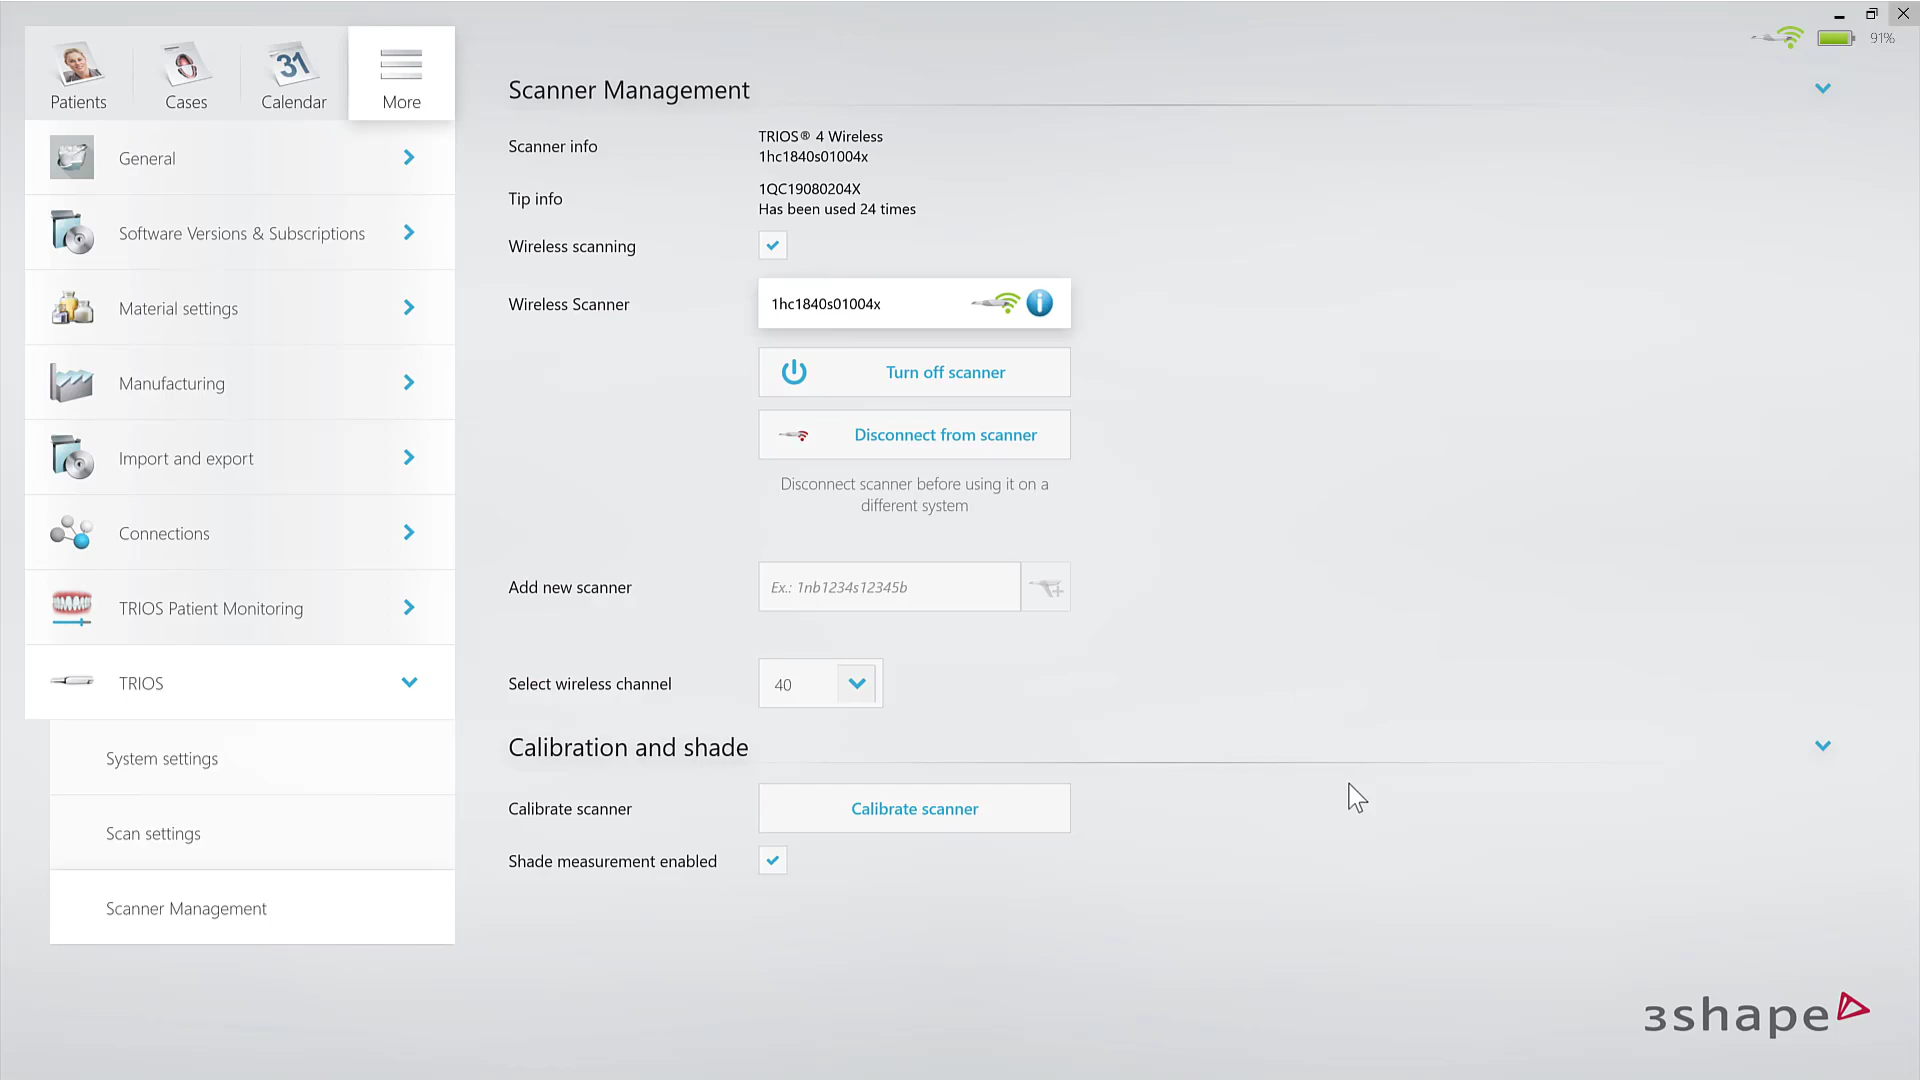 91%
Patients
Cases
31
Calendar
More
General
Software Versions & Subscriptions
Material settings
Manufacturing
Import and export
Connections
TRIOS Patient Monitoring
TRIOS
System settings
Scan settings
Scanner Management
Scanner Management
Scanner info
TRIOS® 4 Wireless
1hc1840s01004x
Tip info
1QC19080204X
Has been used 24 times
Wireless scanning
Wireless Scanner
1hc1840s01004x
Turn off scanner
Disconnect from scanner
Disconnect scanner before using it on a
different system
Add new scanner
Ex.: 1nb1234s12345b
Select wireless channel
40
Calibration and shade
Calibrate scanner
Calibrate scanner
Shade measurement enabled
3shape